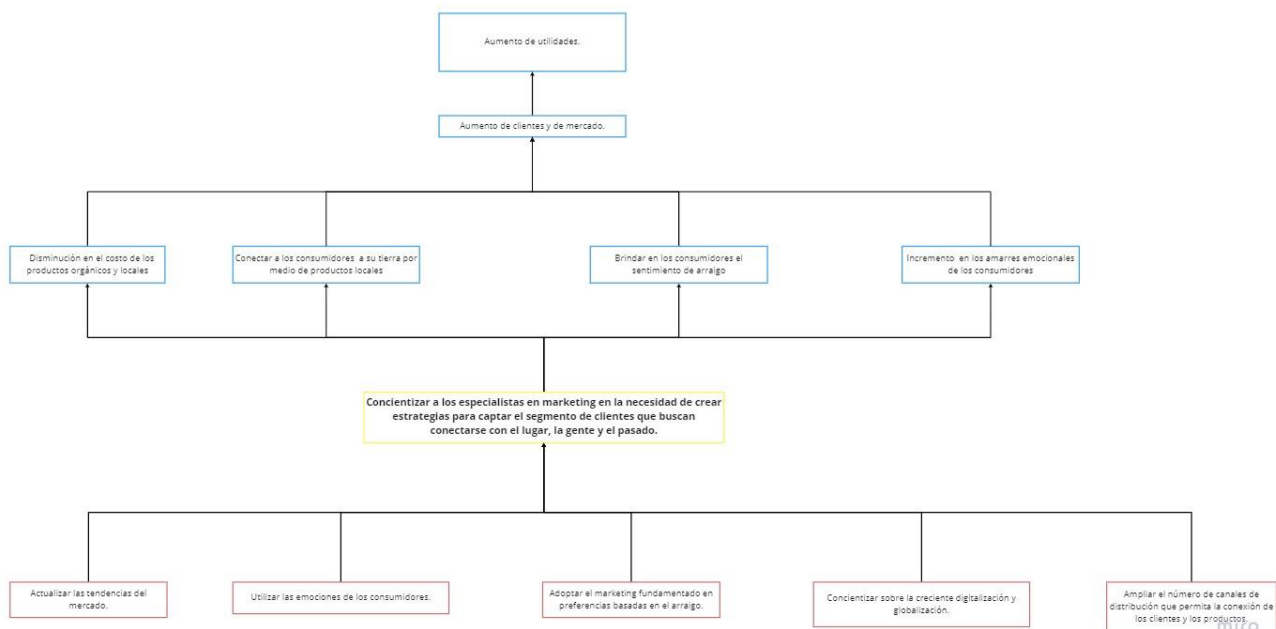 Aumento de utilidades.
Aumento de clientes y de mercado.
Disminución en el costo de los
productos orgánicos y locales
Conectar a los consumidores a su tierra por
medio de productos locales
Brindar en los consumidores el
sentimiento de arraigo
Incremento en los amarres emocionales
de los consumidores
Concientizar a los especialistas en marketing en la necesidad de crear
estrategias para captar el segmento de clientes que buscan
conectarse con el lugar, la gente y el pasado.
Actualizar las tendencias del
mercado.
Utilizar las emociones de los consumidores.
Adoptar el marketing fundamentado en
preferencias basadas en el arraigo.
Concientizar sobre la creciente digitalización y
globalización.
Ampliar el número de canales de
distribución que permita la conexión de
los clientes y los productos.
miro